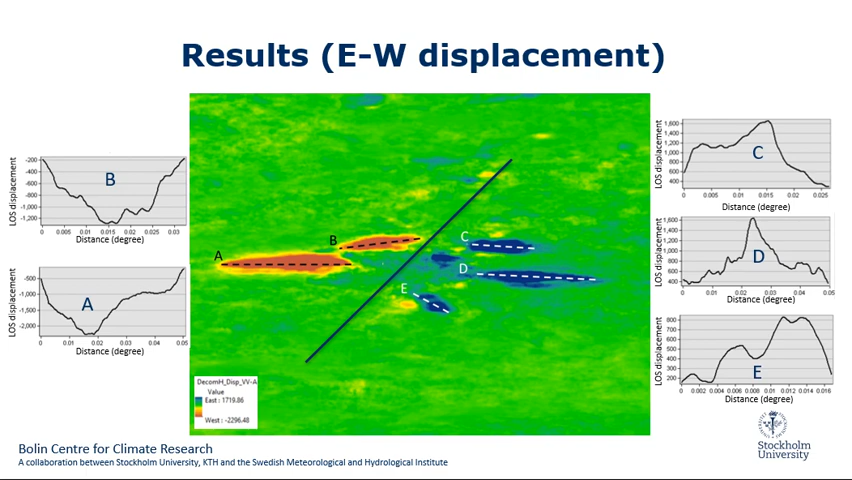 Results (E-W displacement)
LOS displacement
-200
-400
-600
-800
-1,000
-1,200
B
0
0.005
0.01
0.015
0.02
0.025
0.03
Distance (degree)
LOS displacement
-500
-1,000
-1,500
-2,000
A
0
0.01
0.02
0.03
0.04
0.05
Distance (degree)
A
B
C
D
E
DecomH_Disp_VV-A
Value
East : 1719.86
West : -2296.48
LOS displacement
1,600
1,400
1,200
1,000
800
600
400
C
0
0.005
0.01
0.015
0.02
0.025
Distance (degree)
LOS displacement
1,600
1,400
1,200
1,000
800
600
400
D
0
0.01
0.02
0.03
0.04
0.05
Distance (degree)
LOS displacement
800
700
600
500
400
300
200
E
0
0.002
0.004
0.006
0.008
0.01
0.012
0.014
0.016
Distance (degree)
Bolin Centre for Climate Research
A collaboration between Stockholm University, KTH and the Swedish Meteorological and Hydrological Institute
Stockholm
University